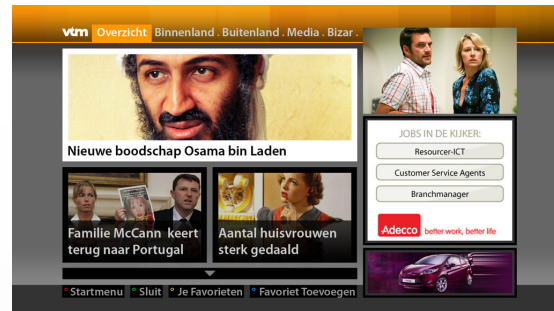 vtm Overzicht Binnenland . Buitenland . Media . Bizar .
Nieuwe boodschap Osama bin Laden
Familie McCann keert
terug naar Portugal
Aantal huisvrouwen
sterk gedaald
JOBS IN DE KIJKER:
Resourcer-ICT
Customer Service Agents
Branchmanager
Adecco better work, better life
Startmenu Sluit Je Favorieten Favoriet Toevoegen